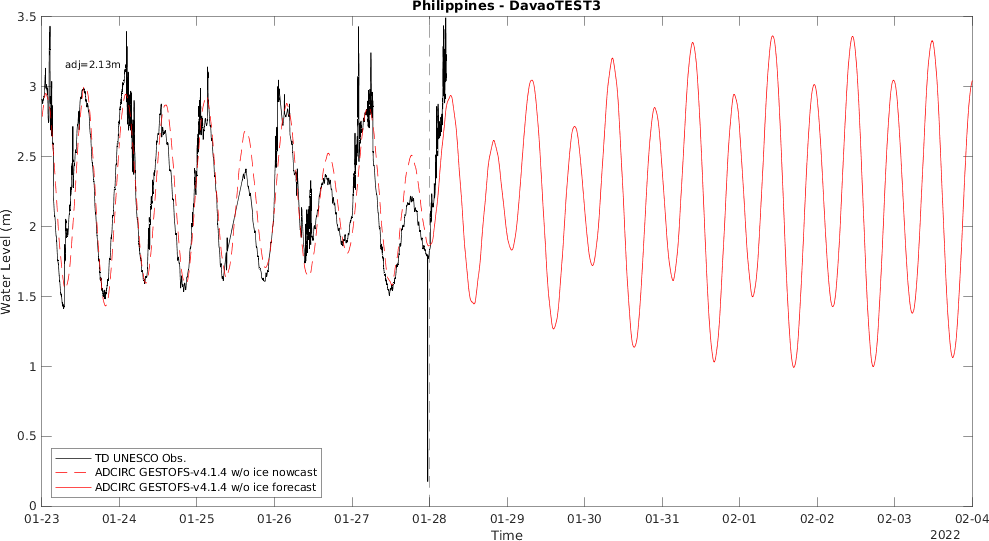 Philippines - DavaoTEST3
Water Level (m)
3.5
3
2.5
2
1.5
1
0.5
0
adj=2.13m
TD UNESCO Obs.
ADCIRC GESTOFS-v4.1.4 w/o ice nowcast
ADCIRC GESTOFS-v4.1.4 w/o ice forecast
01-23 01-24 01-25 01-26 01-27 01-28 01-29 01-30 01-31 02-01 02-02 02-03 02-04
Time
2022